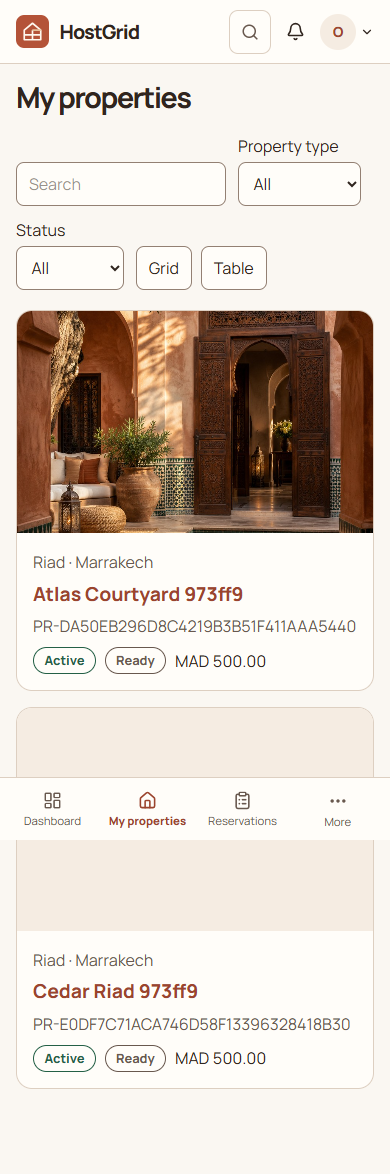 HostGrid
O
My properties
Property type
Search
All
Status
All
Grid
Table
Riad · Marrakech
Atlas Courtyard 973ff9
PR-DA50EB296D8C4219B3B51F411AAA5440
Active Ready MAD 500.00
Dashboard My properties Reservations More
Riad · Marrakech
Cedar Riad 973ff9
PR-E0DF7C71ACA746D58F13396328418B30
Active Ready MAD 500.00